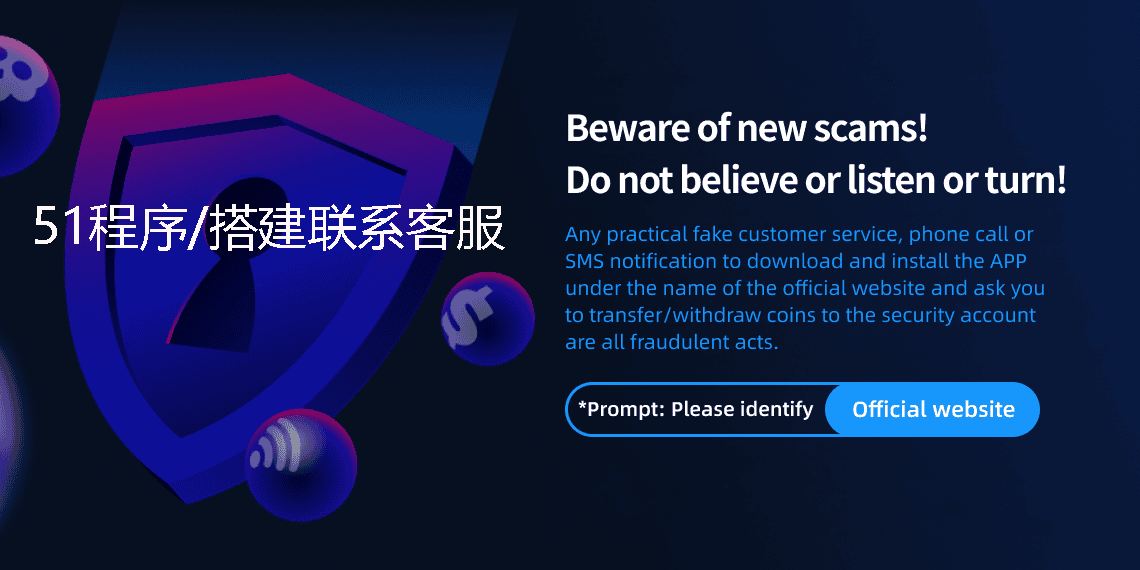 51程序/搭建联系客服
Beware of new scams!
Do not believe or listen or turn!
Any practical fake customer service, phone call or
SMS notification to download and install the APP
under the name of the official website and ask you
to transfer/withdraw coins to the security account
are all fraudulent acts.
*Prompt: Please identify
Official website